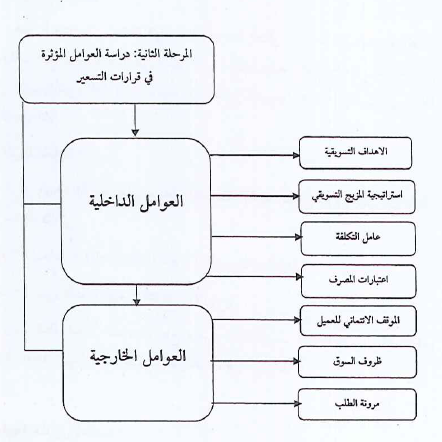 المرحلة الثانية: دراسة العوامل المؤثرة
في قرارات التسعير
العوامل الداخلية
الاهداف التسويقية
استراتيجية المزيج التسويقي
عامل التكلفة
اعتبارات المصرف
العوامل الخارجية
الموقف الائتماني للعميل
ظروف السوق
مرونة الطلب